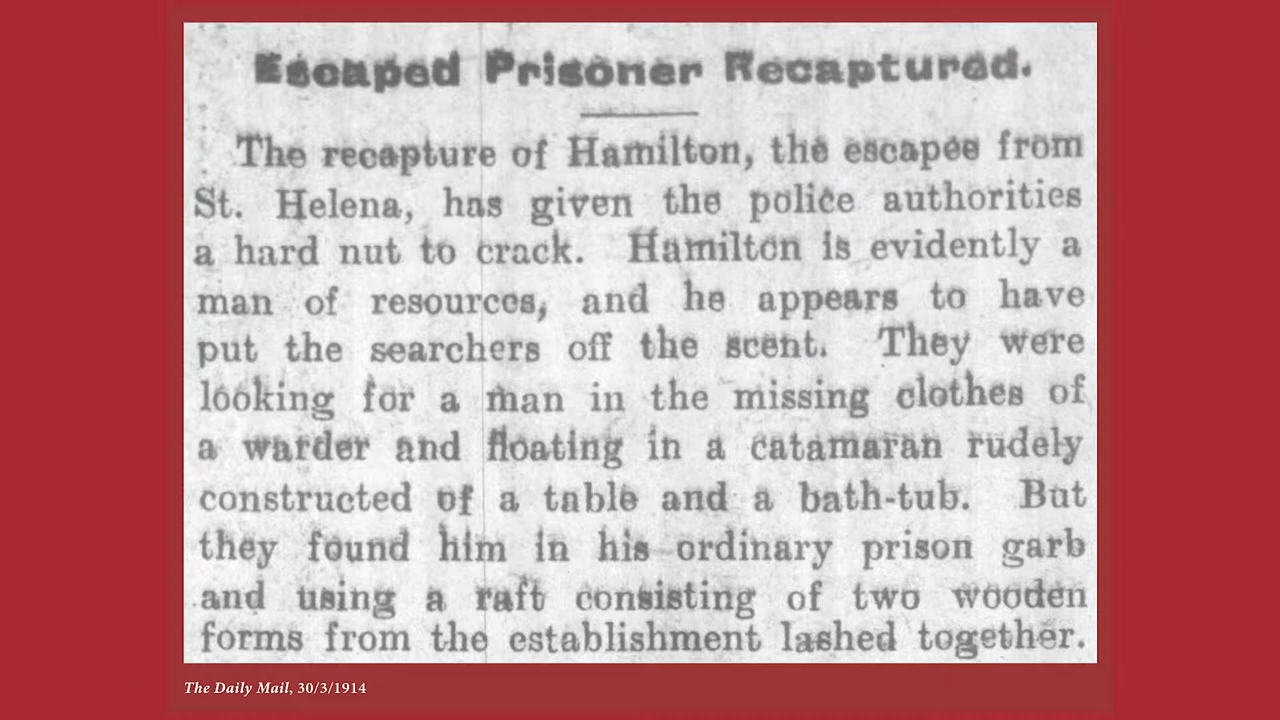 Escaped Prisoner Recaptured.
The recapture of Hamilton, the escapee from
St. Helena, has given the police authorities
a hard nut to crack. Hamilton is evidently a
man of resources, and he appears to have
put the searchers off the scent. They were
looking for a man in the missing clothes of
a warder and floating in a catamaran rudely
constructed of a table and a bath-tub. But
they found him in his ordinary prison garb
and using a raft consisting of two wooden
forms from the establishment lashed together.
The Daily Mail, 30/3/1914